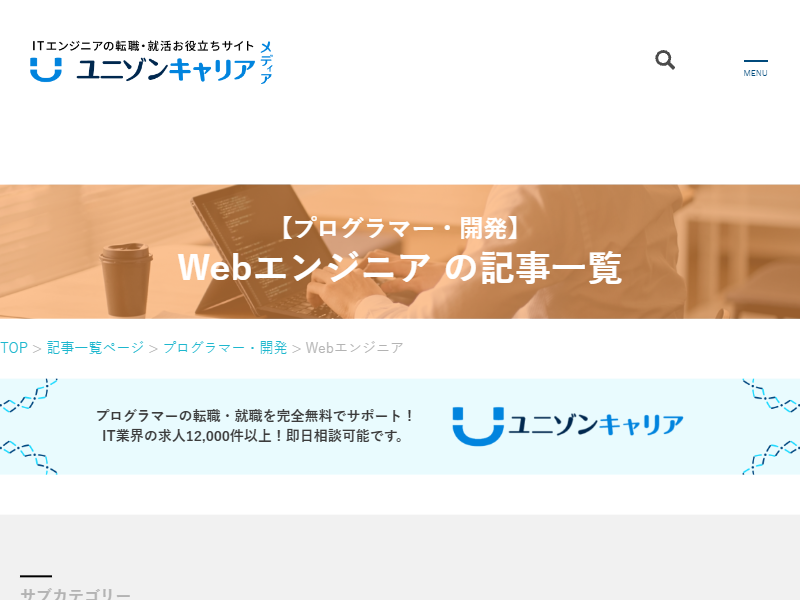 ITエンジニアの転職・就活お役立ちサイト
ユニゾンキャリア
メディア
MENU
【プログラマー・開発】
Webエンジニア の記事一覧
TOP > 記事一覧ページ > プログラマー・開発 > Webエンジニア
プログラマーの転職・就職を完全無料でサポート！
IT業界の求人12,000件以上！即日相談可能です。
ユニゾンキャリア
サブカテゴリー